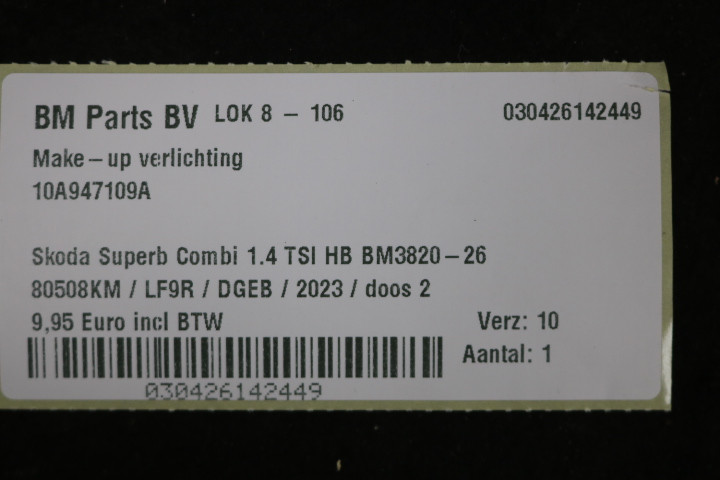 BM Parts BV LOK 8 - 106 030426142449
Make-up verlichting
10A947109A
Skoda Superb Combi 1.4 TSI HB BM3820-26
80508KM / LF9R / DGEB / 2023 / doos 2
9,95 Euro incl BTW Verz: 10
Aantal: 1
030426142449